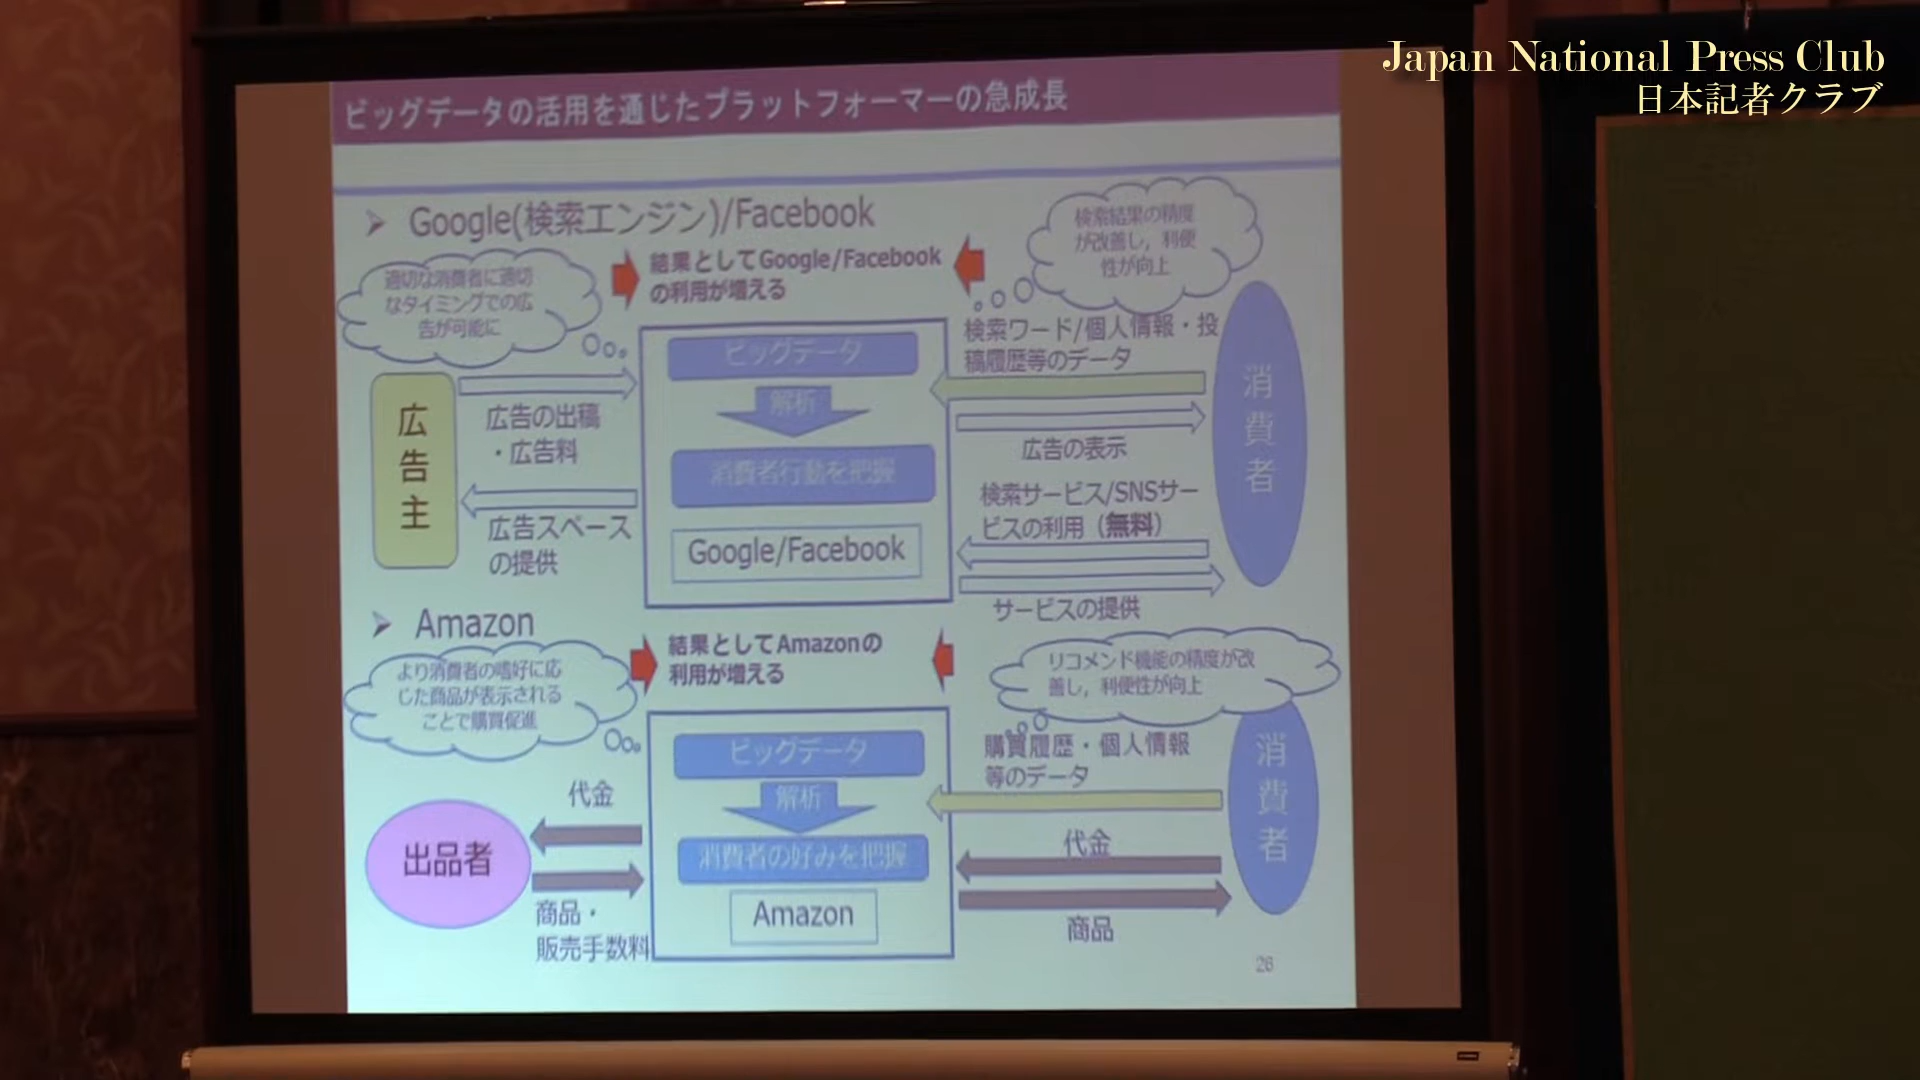 Japan National Press Club
日本記者クラブ
ビッグデータの活用を通じたプラットフォーマーの急成長
Google(検索エンジン)/Facebook
適切な消費者に適切
なタイミングでの広
告が可能に
結果としてGoogle/Facebook
の利用が増える
検索結果の精度
が改善し，利便
性が向上
広告主
広告の出稿
・広告料
広告スペース
の提供
ビッグデータ
解析
消費者行動を把握
Google/Facebook
検索ワード/個人情報・投
稿履歴等のデータ
広告の表示
検索サービス/SNSサー
ビスの利用（無料）
サービスの提供
消費者
Amazon
より消費者の嗜好に応
じた商品が表示される
ことで購買促進
結果としてAmazonの
利用が増える
リコメンド機能の精度が改
善し，利便性が向上
出品者
代金
商品・
販売手数料
ビッグデータ
解析
消費者の好みを把握
Amazon
購買履歴・個人情報
等のデータ
代金
商品
消費者
26